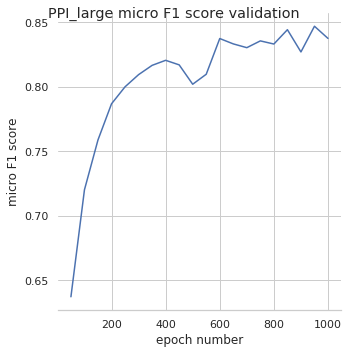 PPI_large micro F1 score validation
0.85
0.80
0.75
0.70
0.65
micro F1 score
200 400 600 800 1000
epoch number